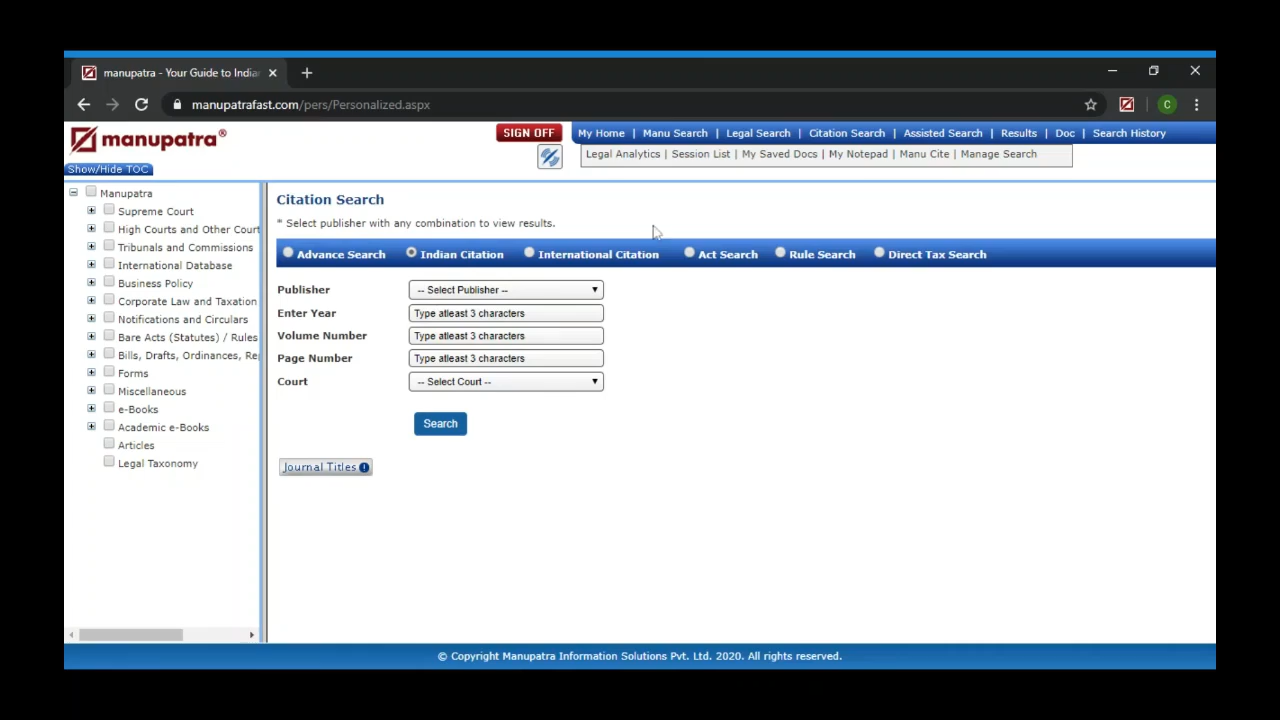 manupatra - Your Guide to India
manupatrafast.com/pers/Personalized.aspx
C
manupatra®
SIGN OFF
My Home | Manu Search | Legal Search | Citation Search | Assisted Search | Results | Doc | Search History
Legal Analytics | Session List | My Saved Docs | My Notepad | Manu Cite | Manage Search
Show/Hide TOC
Manupatra
Supreme Court
High Courts and Other Court
Tribunals and Commissions
International Database
Business Policy
Corporate Law and Taxation
Notifications and Circulars
Bare Acts (Statutes) / Rules
Bills, Drafts, Ordinances, Re
Forms
Miscellaneous
e-Books
Academic e-Books
Articles
Legal Taxonomy
Citation Search
* Select publisher with any combination to view results.
Advance Search Indian Citation International Citation Act Search Rule Search Direct Tax Search
Publisher -- Select Publisher --
Enter Year Type atleast 3 characters
Volume Number Type atleast 3 characters
Page Number Type atleast 3 characters
Court -- Select Court --
Search
Journal Titles
© Copyright Manupatra Information Solutions Pvt. Ltd. 2020. All rights reserved.